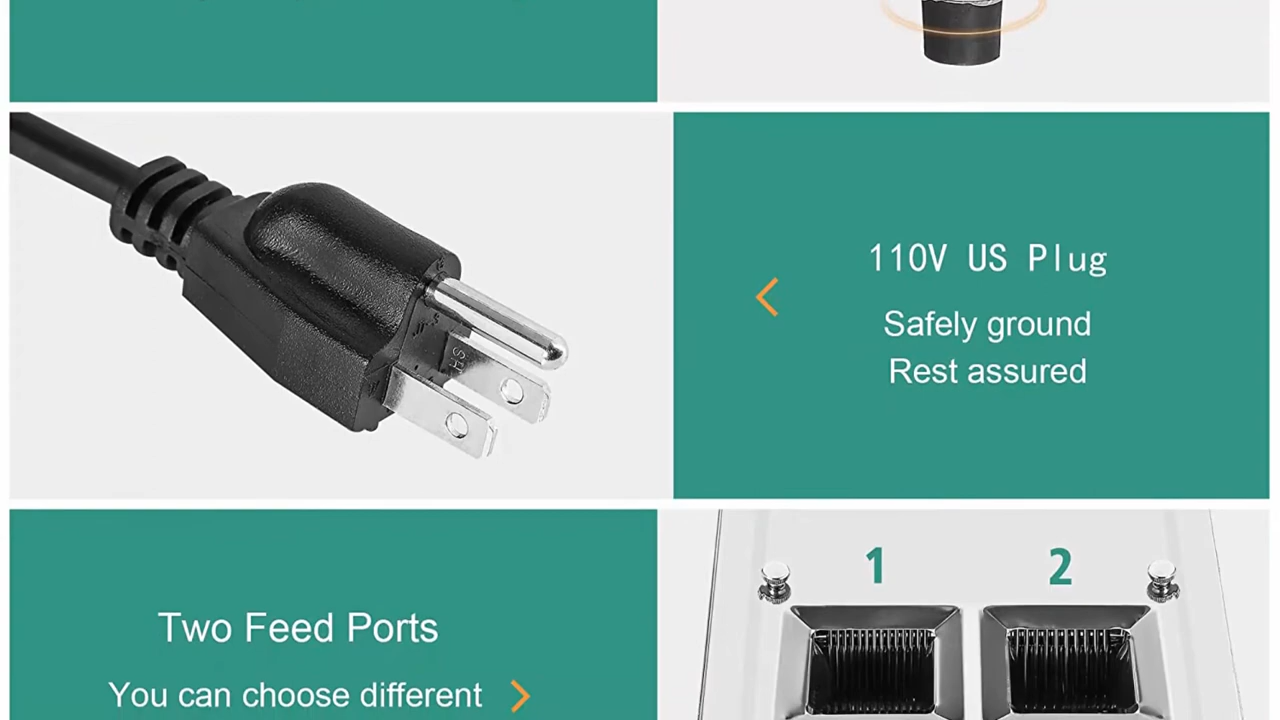 110V US Plug
Safely ground
Rest assured
1 2
Two Feed Ports
You can choose different